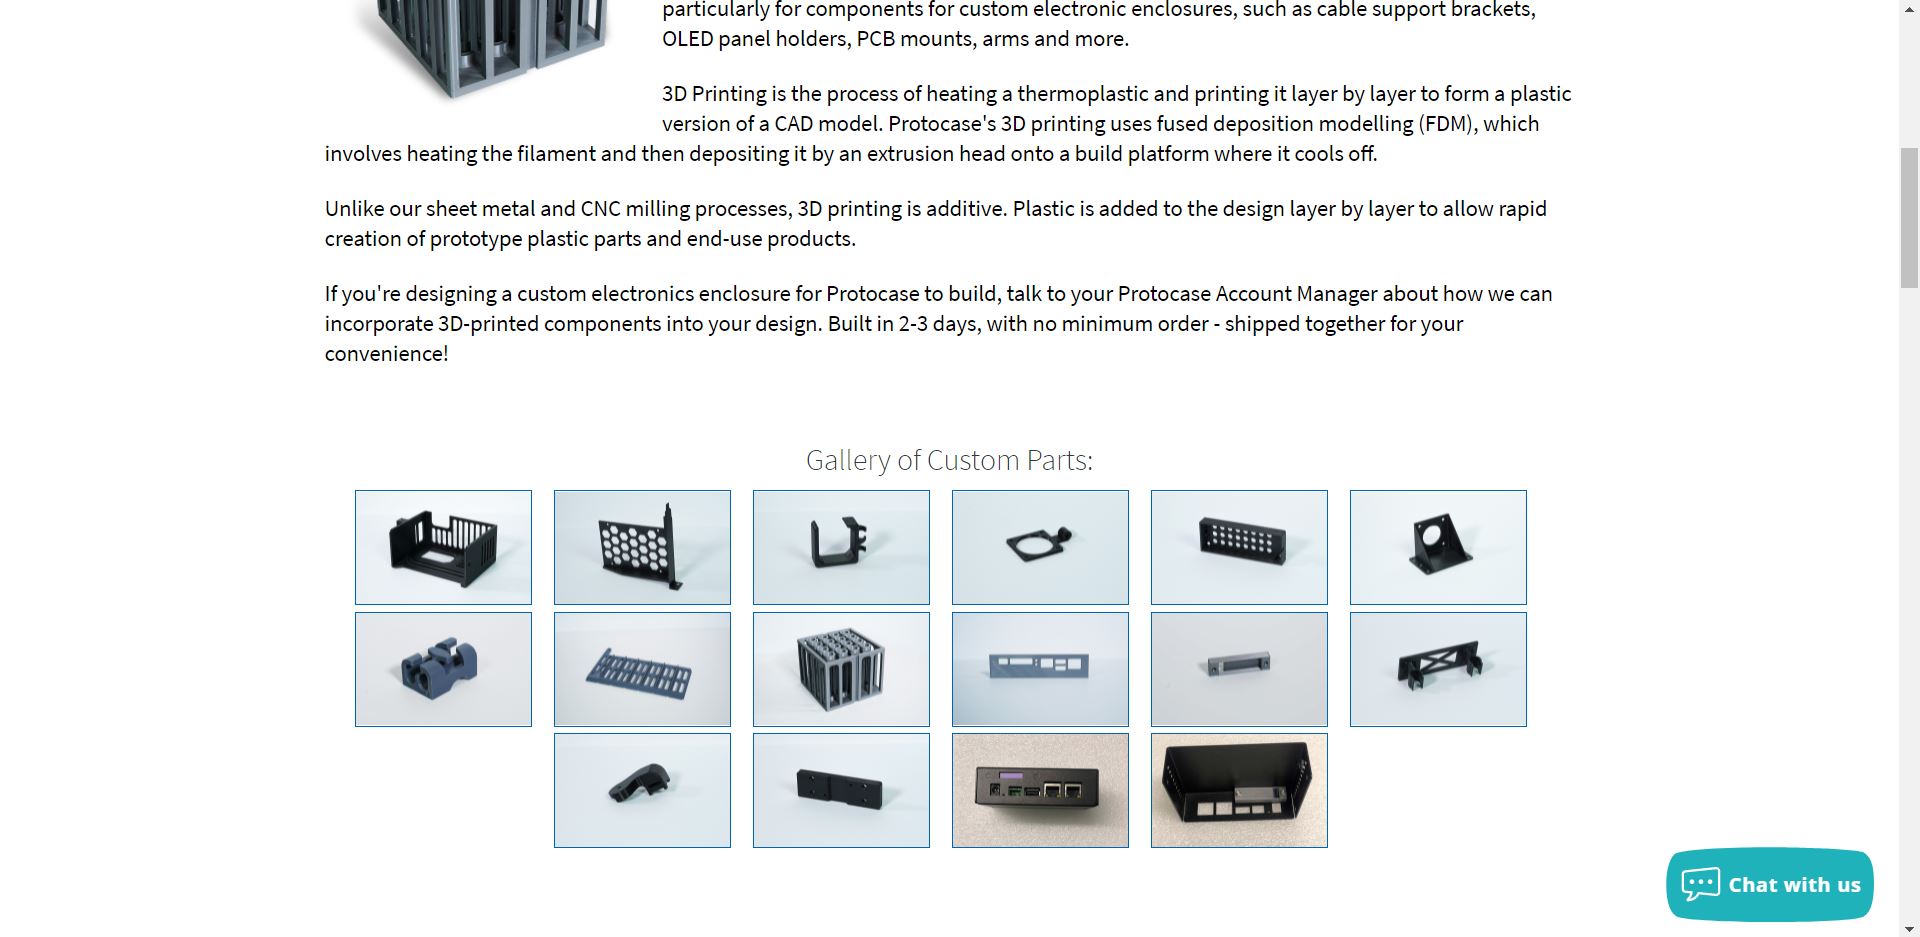 particularly for components for custom electronic enclosures, such as cable support brackets,
OLED panel holders, PCB mounts, arms and more.
3D Printing is the process of heating a thermoplastic and printing it layer by layer to form a plastic
version of a CAD model. Protocase's 3D printing uses fused deposition modelling (FDM), which
involves heating the filament and then depositing it by an extrusion head onto a build platform where it cools off.
Unlike our sheet metal and CNC milling processes, 3D printing is additive. Plastic is added to the design layer by layer to allow rapid
creation of prototype plastic parts and end-use products.
If you're designing a custom electronics enclosure for Protocase to build, talk to your Protocase Account Manager about how we can
incorporate 3D-printed components into your design. Built in 2-3 days, with no minimum order - shipped together for your
convenience!
Gallery of Custom Parts:
Chat with us